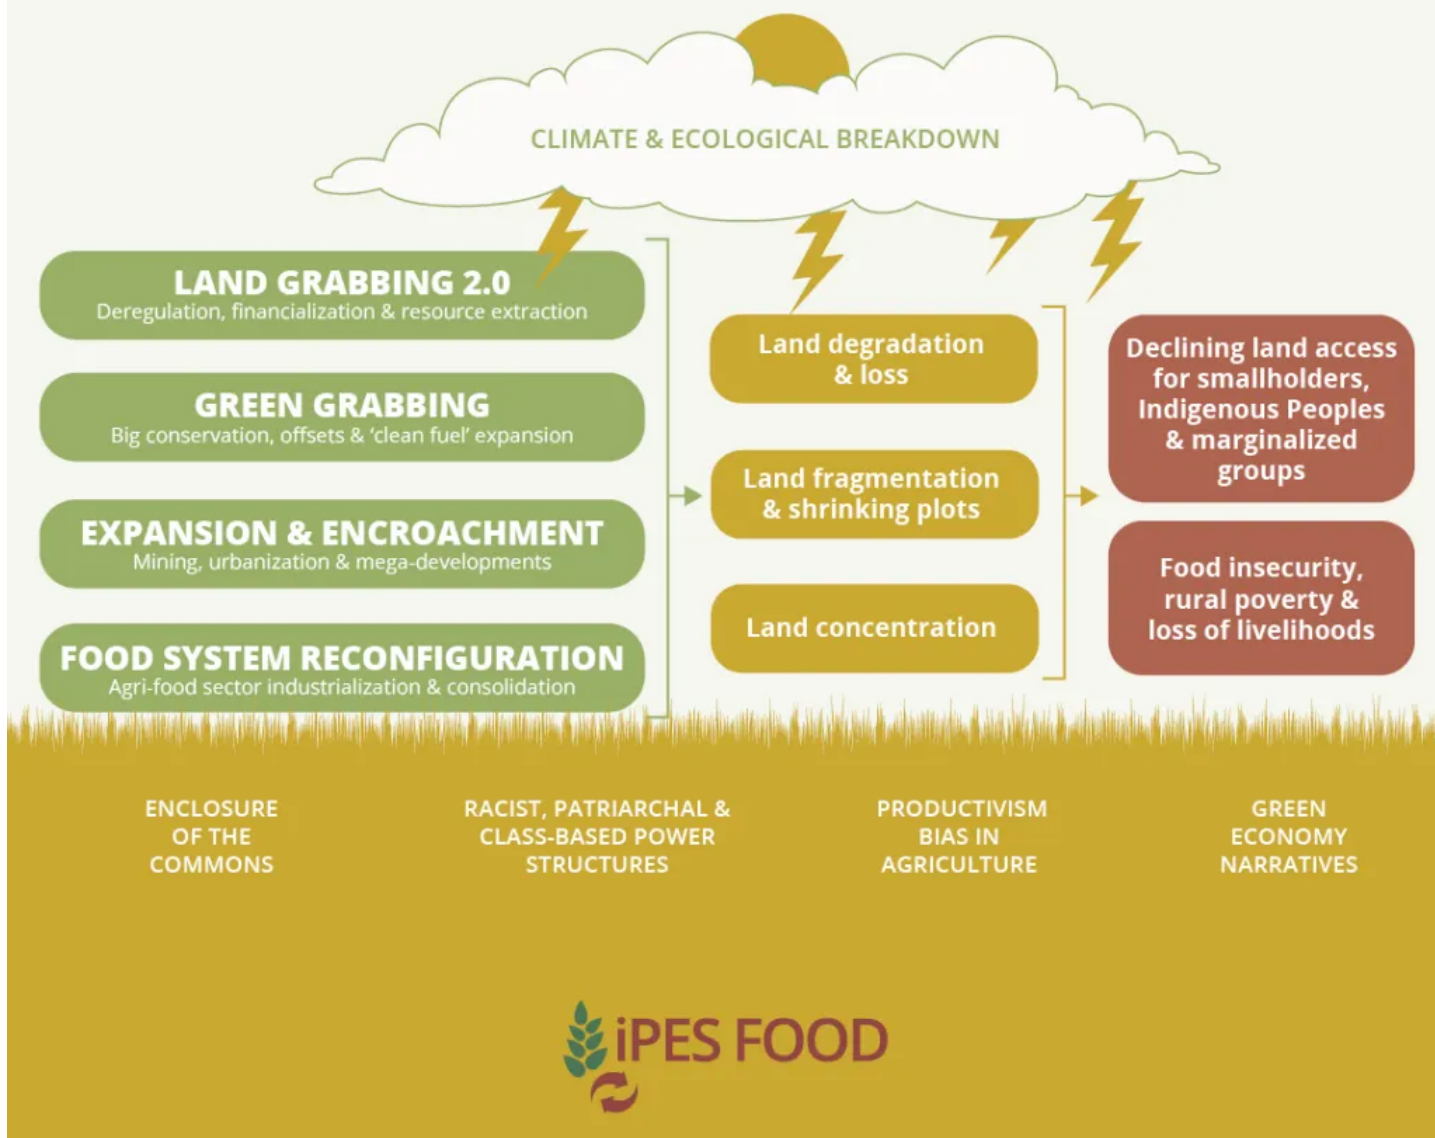 CLIMATE & ECOLOGICAL BREAKDOWN
LAND GRABBING 2.0
Deregulation, financialization & resource extraction
GREEN GRABBING
Big conservation, offsets & ‘clean fuel’ expansion
EXPANSION & ENCROACHMENT
Mining, urbanization & mega-developments
FOOD SYSTEM RECONFIGURATION
Agri-food sector industrialization & consolidation
Land degradation
& loss
Land fragmentation
& shrinking plots
Land concentration
Declining land access
for smallholders,
Indigenous Peoples
& marginalized
groups
Food insecurity,
rural poverty &
loss of livelihoods
ENCLOSURE
OF THE
COMMONS
RACIST, PATRIARCHAL &
CLASS-BASED POWER
STRUCTURES
PRODUCTIVISM
BIAS IN
AGRICULTURE
GREEN
ECONOMY
NARRATIVES
iPES FOOD